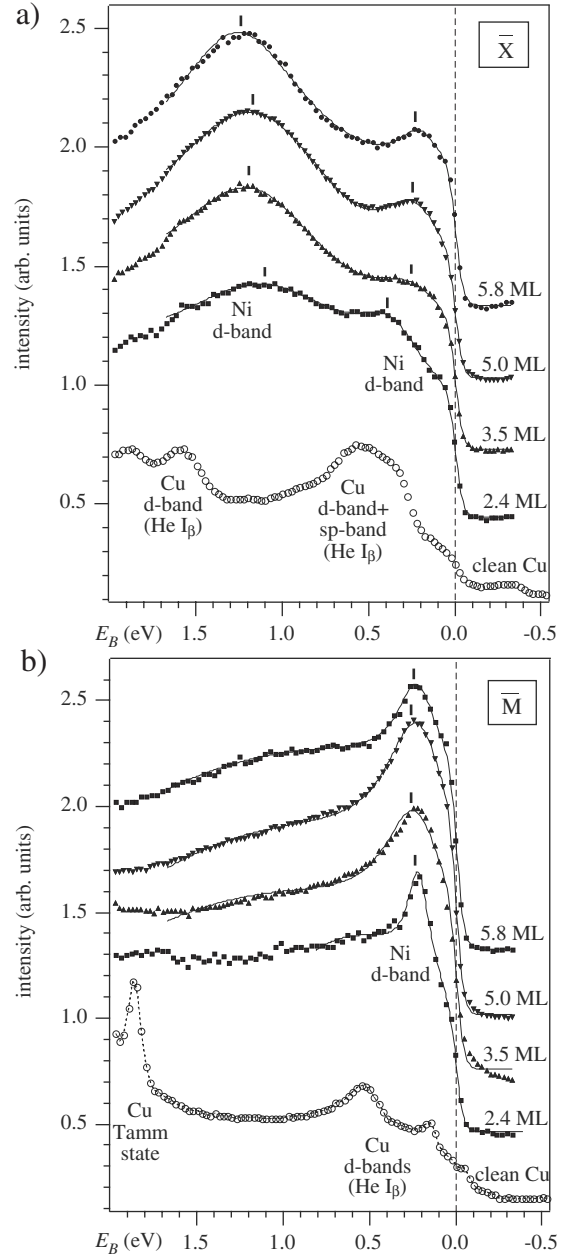 a)
X
2.5
2.0
1.5
1.0
0.5
intensity (arb. units)
5.8 ML
5.0 ML
3.5 ML
2.4 ML
clean Cu
Ni
d-band
Ni
d-band
Cu
d-band
(He Iβ)
Cu
d-band+
sp-band
(He Iβ)
E_B (eV) 1.5 1.0 0.5 0.0 -0.5
b)
M
2.5
2.0
1.5
1.0
0.5
intensity (arb. units)
5.8 ML
5.0 ML
3.5 ML
2.4 ML
clean Cu
Ni
d-band
Cu
Tamm
state
Cu
d-bands
(He Iβ)
E_B (eV) 1.5 1.0 0.5 0.0 -0.5